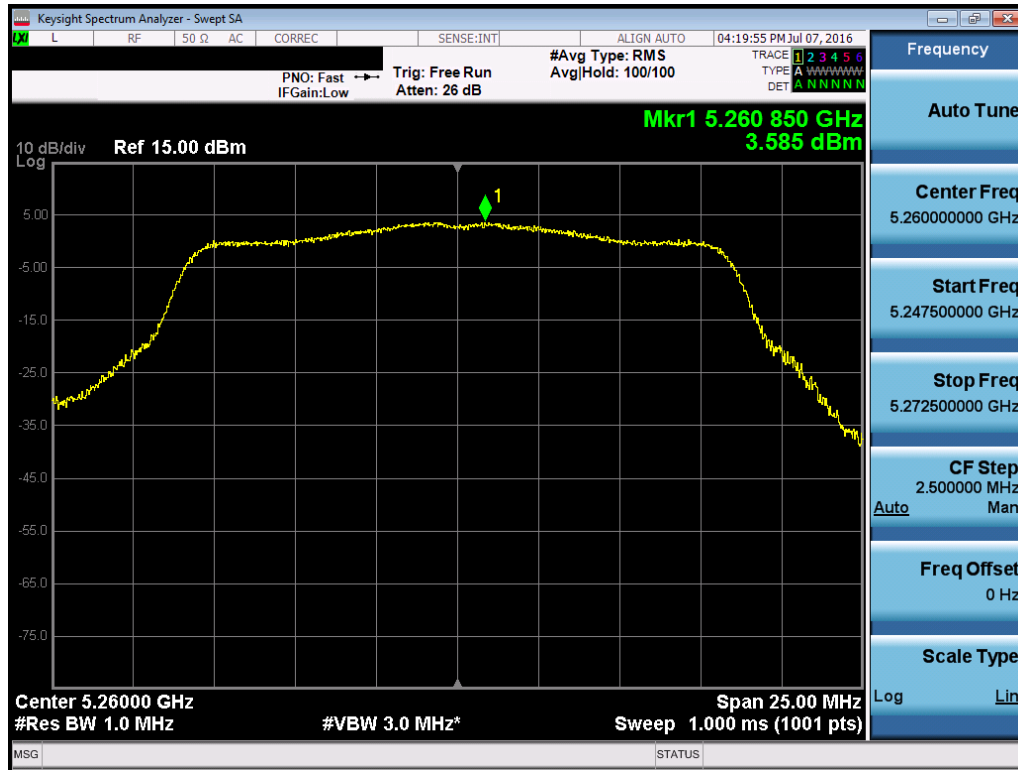 Keysight Spectrum Analyzer - Swept SA
LXI L RF 50 Ω AC CORREC SENSE:INT ALIGN AUTO 04:19:55 PM Jul 07, 2016
PNO: Fast
IFGain:Low
Trig: Free Run
Atten: 26 dB
#Avg Type: RMS
Avg|Hold: 100/100
TRACE 1 2 3 4 5 6
TYPE A WWWWW
DET A N N N N N
Mkr1 5.260 850 GHz
3.585 dBm
10 dB/div Ref 15.00 dBm
Log
1
5.00
-5.00
-15.0
-25.0
-35.0
-45.0
-55.0
-65.0
-75.0
Center 5.26000 GHz Span 25.00 MHz
#Res BW 1.0 MHz #VBW 3.0 MHz* Sweep 1.000 ms (1001 pts)
MSG STATUS
Frequency
Auto Tune
Center Freq
5.260000000 GHz
Start Freq
5.247500000 GHz
Stop Freq
5.272500000 GHz
CF Step
2.500000 MHz
Auto Man
Freq Offset
0 Hz
Scale Type
Log Lin